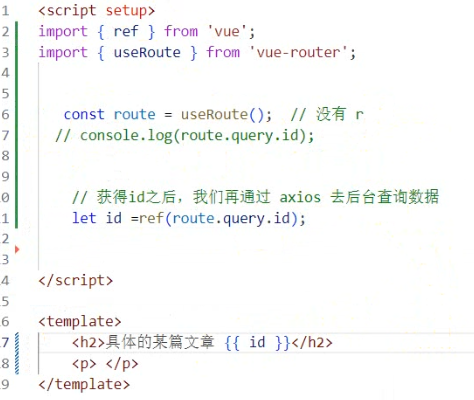 1 <script setup>
2 import { ref } from 'vue';
3 import { useRoute } from 'vue-router';
4
5
6 const route = useRoute();  // 没有 r
7 // console.log(route.query.id);
8
9
0 // 获得id之后，我们再通过 axios 去后台查询数据
1 let id =ref(route.query.id);
2
3
4 </script>
5
6 <template>
7 <h2>具体的某篇文章 {{ id }}</h2>
8 <p> </p>
9 </template>